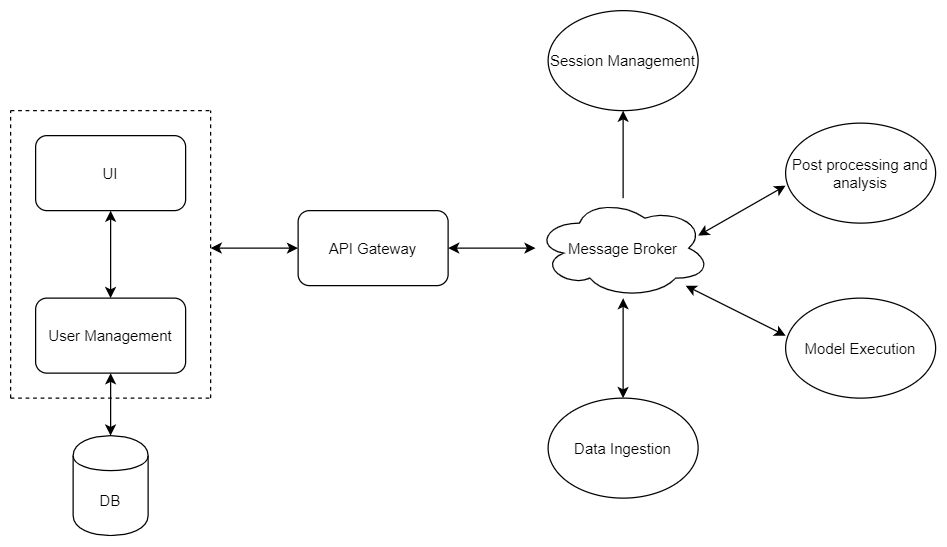 Session Management
UI
Post processing and
analysis
API Gateway
Message Broker
User Management
Model Execution
Data Ingestion
DB